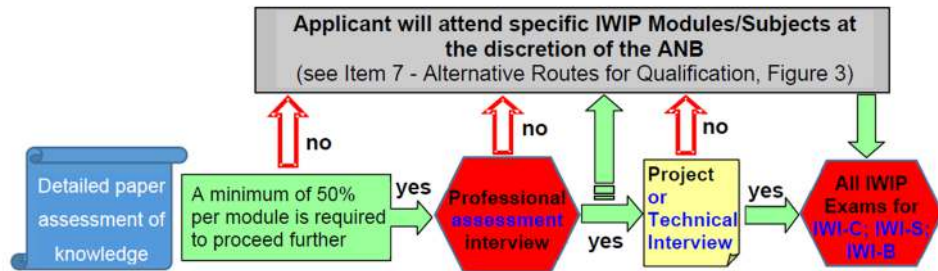 Applicant will attend specific IWIP Modules/Subjects at
the discretion of the ANB
(see Item 7 - Alternative Routes for Qualification, Figure 3)
no
no
no
Detailed paper
assessment of
knowledge
A minimum of 50%
per module is required
to proceed further
yes
Professional
assessment
interview
yes
Project
or
Technical
Interview
yes
All IWIP
Exams for
IWI-C; IWI-S;
IWI-B